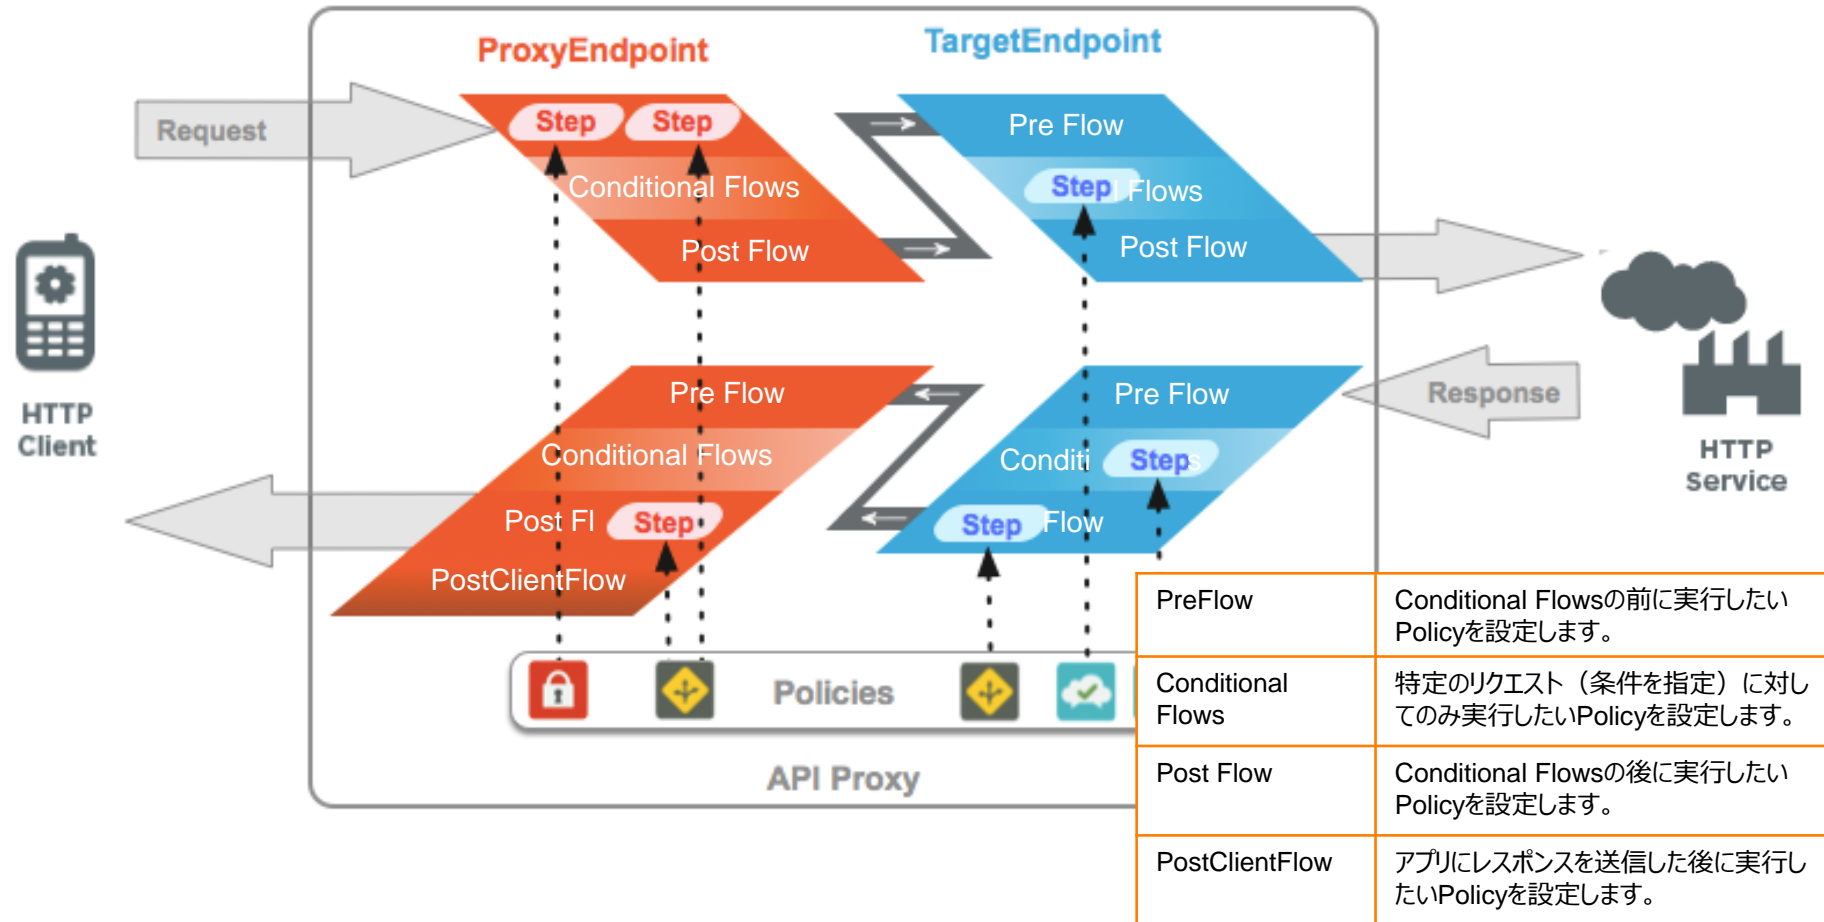 ProxyEndpoint
TargetEndpoint
Request
Step
Step
Conditional Flows
Post Flow
Pre Flow
Step l Flows
Post Flow
HTTP
Client
Pre Flow
Conditional Flows
Post Fl Step
PostClientFlow
Pre Flow
Conditi Step s
Step Flow
Response
HTTP
Service
Policies
API Proxy
PreFlow
Conditional Flowsの前に実行したい
Policyを設定します。
Conditional
Flows
特定のリクエスト（条件を指定）に対し
てのみ実行したいPolicyを設定します。
Post Flow
Conditional Flowsの後に実行したい
Policyを設定します。
PostClientFlow
アプリにレスポンスを送信した後に実行し
たいPolicyを設定します。